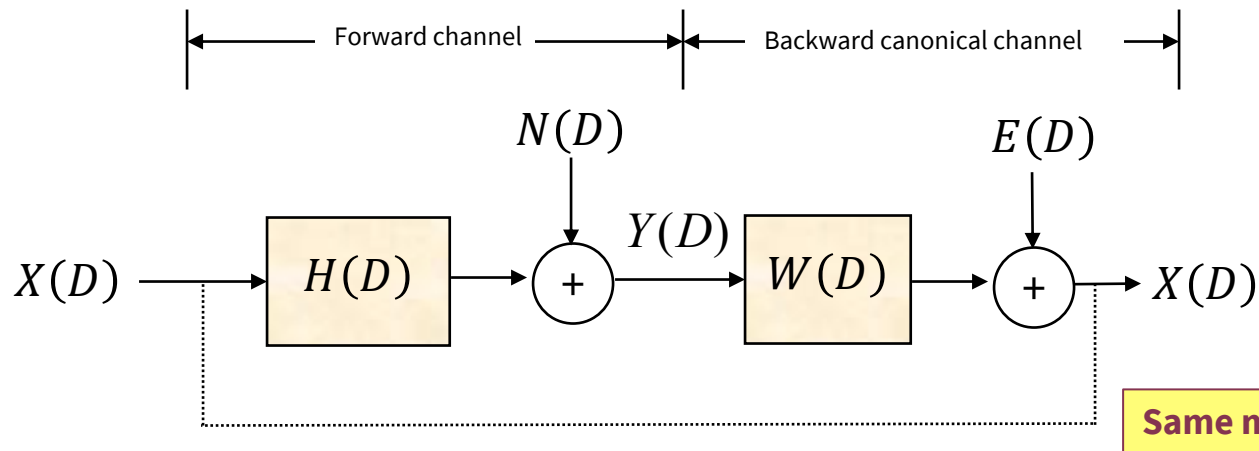 Forward channel
Backward canonical channel
N(D)
E(D)
X(D)
H(D)
+
Y(D)
W(D)
+
X(D)
Same